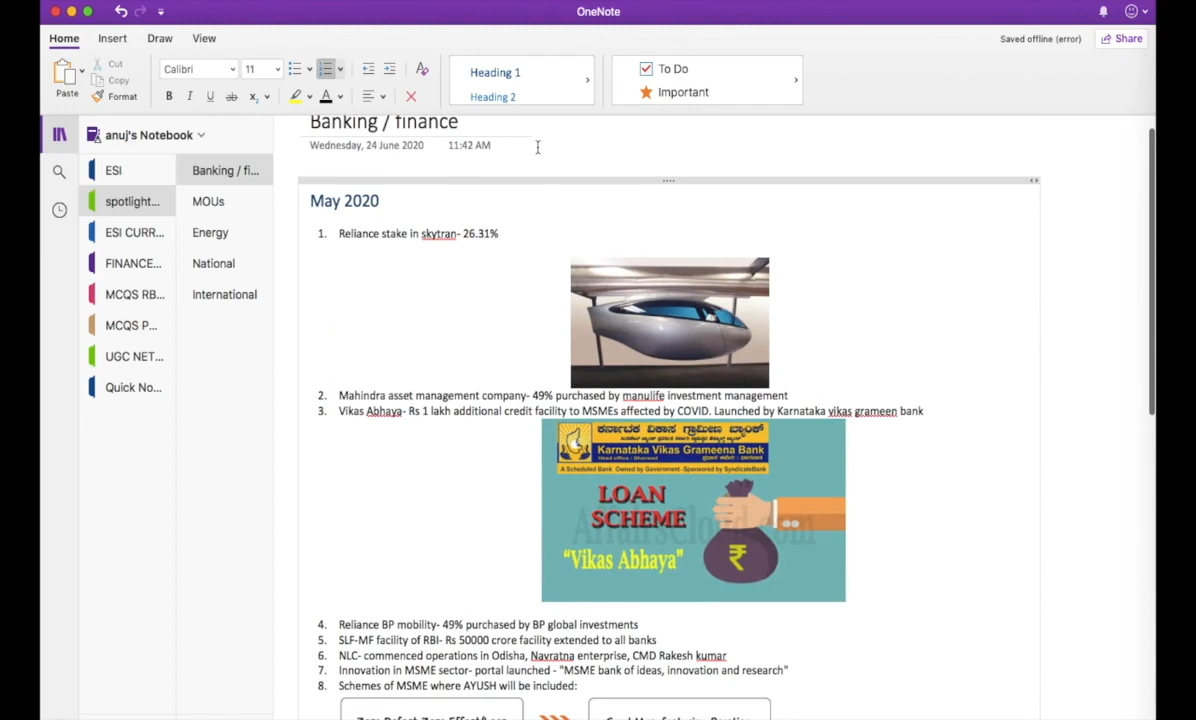 OneNote
Home Insert Draw View
Saved offline (error) Share
Paste
Cut
Copy
Format
Calibri 11
Heading 1
Heading 2
To Do
Important
anuj's Notebook
ESI
spotlight...
ESI CURR...
FINANCE...
MCQS RB...
MCQS P...
UGC NET...
Quick No...
Banking / fi...
MOUs
Energy
National
International
Banking / finance
Wednesday, 24 June 2020 11:42 AM
May 2020
1. Reliance stake in skytran- 26.31%
2. Mahindra asset management company- 49% purchased by manulife investment management
3. Vikas Abhaya- Rs 1 lakh additional credit facility to MSMEs affected by COVID. Launched by Karnataka vikas grameen bank
ಕರ್ನಾಟಕ ವಿಕಾಸ ಗ್ರಾಮೀಣ ಬ್ಯಾಂಕ್
Karnataka Vikas Grameena Bank
A Scheduled Bank Owned by Government-Sponsored by SyndicateBank
LOAN
SCHEME
AffairsCloud.com
"Vikas Abhaya"
₹
4. Reliance BP mobility- 49% purchased by BP global investments
5. SLF-MF facility of RBI- Rs 50000 crore facility extended to all banks
6. NLC- commenced operations in Odisha, Navratna enterprise, CMD Rakesh kumar
7. Innovation in MSME sector- portal launched - "MSME bank of ideas, innovation and research"
8. Schemes of MSME where AYUSH will be included: